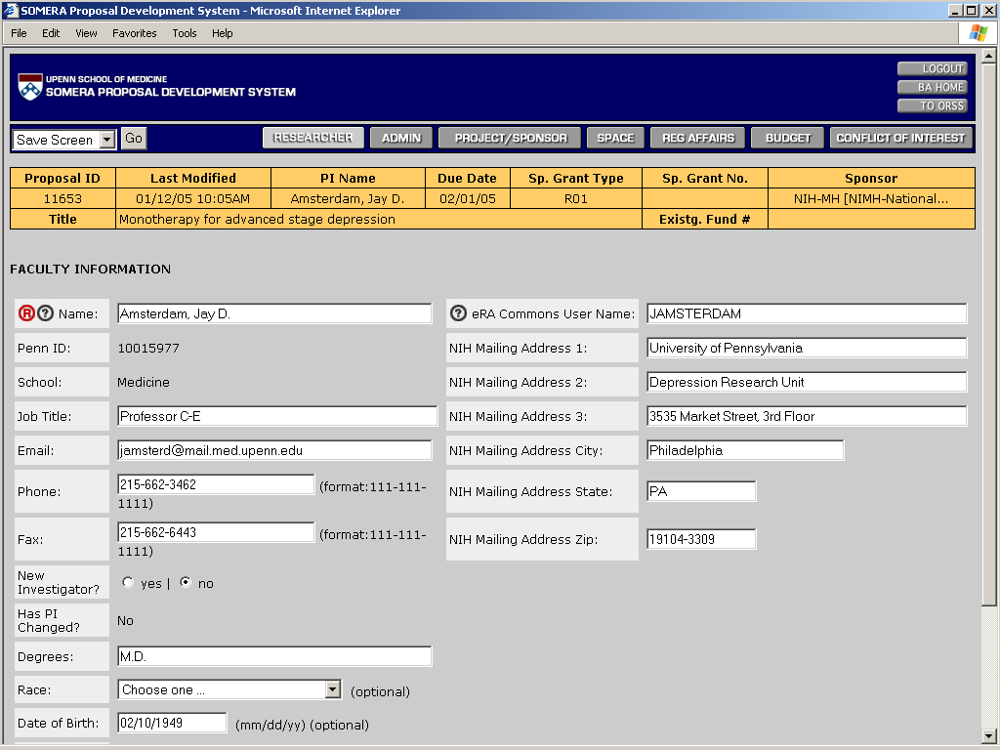 SOMERA Proposal Development System - Microsoft Internet Explorer
File Edit View Favorites Tools Help
UPENN SCHOOL OF MEDICINE
SOMERA PROPOSAL DEVELOPMENT SYSTEM
LOGOUT
BA HOME
TO ORSS
Save Screen Go RESEARCHER ADMIN PROJECT/SPONSOR SPACE REG AFFAIRS BUDGET CONFLICT OF INTEREST
Proposal ID Last Modified PI Name Due Date Sp. Grant Type Sp. Grant No. Sponsor
11653 01/12/05 10:05AM Amsterdam, Jay D. 02/01/05 R01 NIH-MH [NIMH-National...
Title Monotherapy for advanced stage depression Existg. Fund #
FACULTY INFORMATION
R ? Name: Amsterdam, Jay D. ? eRA Commons User Name: JAMSTERDAM
Penn ID: 10015977 NIH Mailing Address 1: University of Pennsylvania
School: Medicine NIH Mailing Address 2: Depression Research Unit
Job Title: Professor C-E NIH Mailing Address 3: 3535 Market Street, 3rd Floor
Email: jamsterd@mail.med.upenn.edu NIH Mailing Address City: Philadelphia
Phone: 215-662-3462 (format:111-111-
1111) NIH Mailing Address State: PA
Fax: 215-662-6443 (format:111-111-
1111) NIH Mailing Address Zip: 19104-3309
New
Investigator? yes | no
Has PI
Changed? No
Degrees: M.D.
Race: Choose one ... (optional)
Date of Birth: 02/10/1949 (mm/dd/yy) (optional)